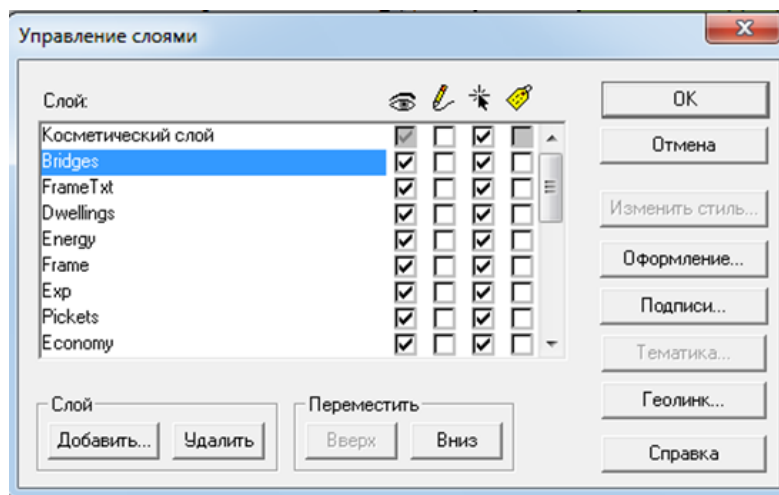 Управление слоями
Слой:
Косметический слой
Bridges
FrameTxt
Dwellings
Energy
Frame
Exp
Pickets
Economy
OK
Отмена
Изменить стиль...
Оформление...
Подписи...
Тематика...
Геолинк...
Справка
Слой
Добавить...
Удалить
Переместить
Вверх
Вниз